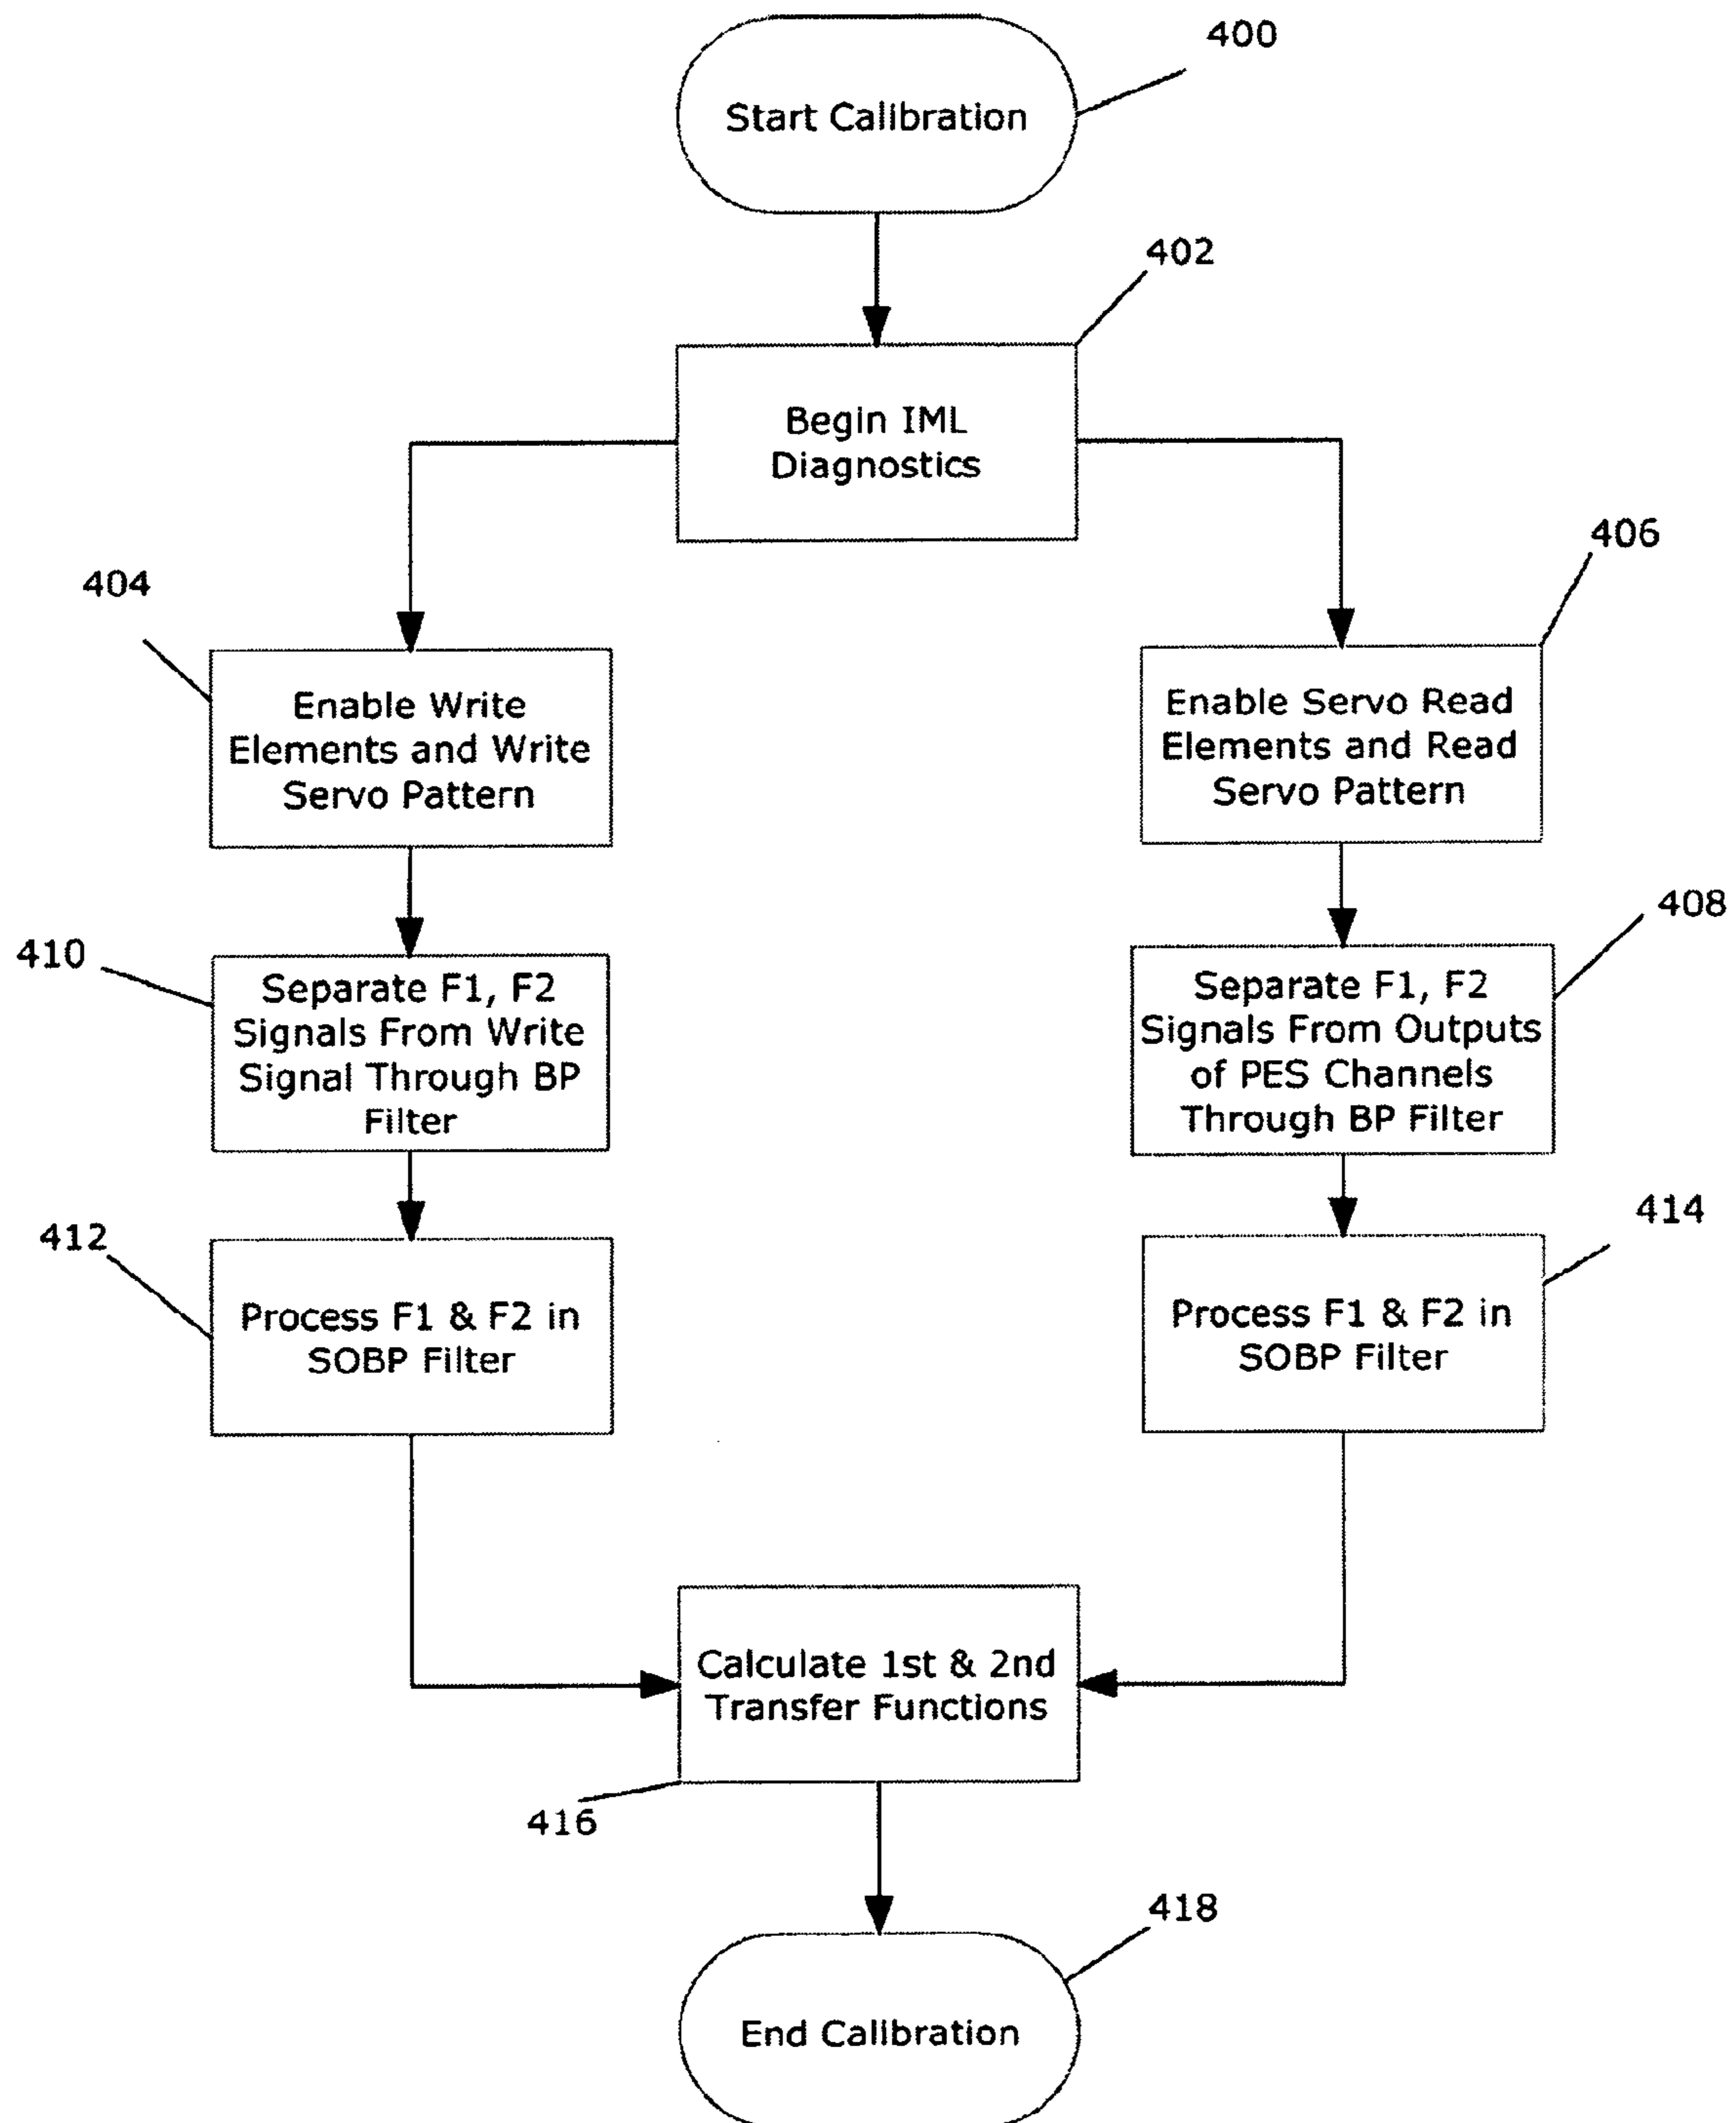 400
Start Calibration
402
Begin IML
Diagnostics
404
Enable Write
Elements and Write
Servo Pattern
406
Enable Servo Read
Elements and Read
Servo Pattern
410
Separate F1, F2
Signals From Write
Signal Through BP
Filter
408
Separate F1, F2
Signals From Outputs
of PES Channels
Through BP Filter
412
Process F1 & F2 in
SOBP Filter
414
Process F1 & F2 in
SOBP Filter
Calculate 1st & 2nd
Transfer Functions
416
418
End Calibration